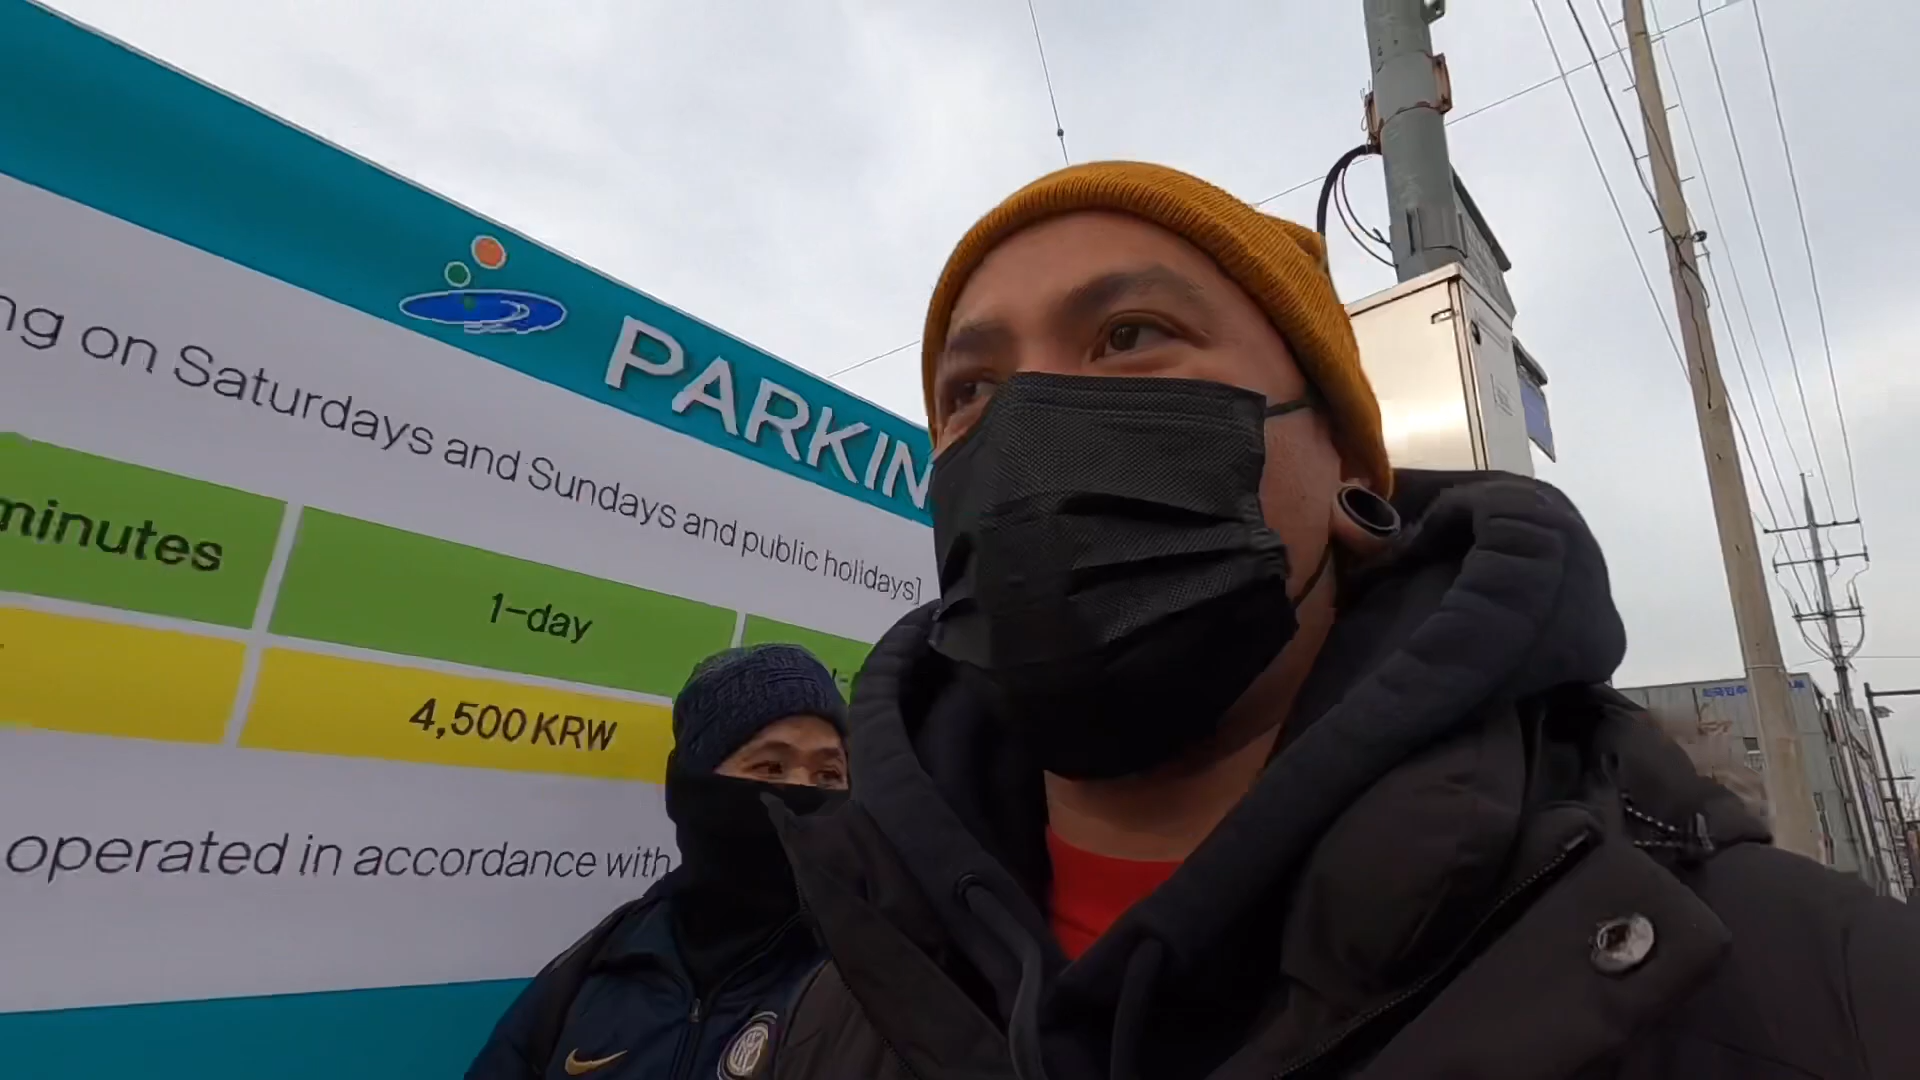 PARKIN
ng on Saturdays and Sundays and public holidays]
minutes
1-day
4,500 KRW
operated in accordance with